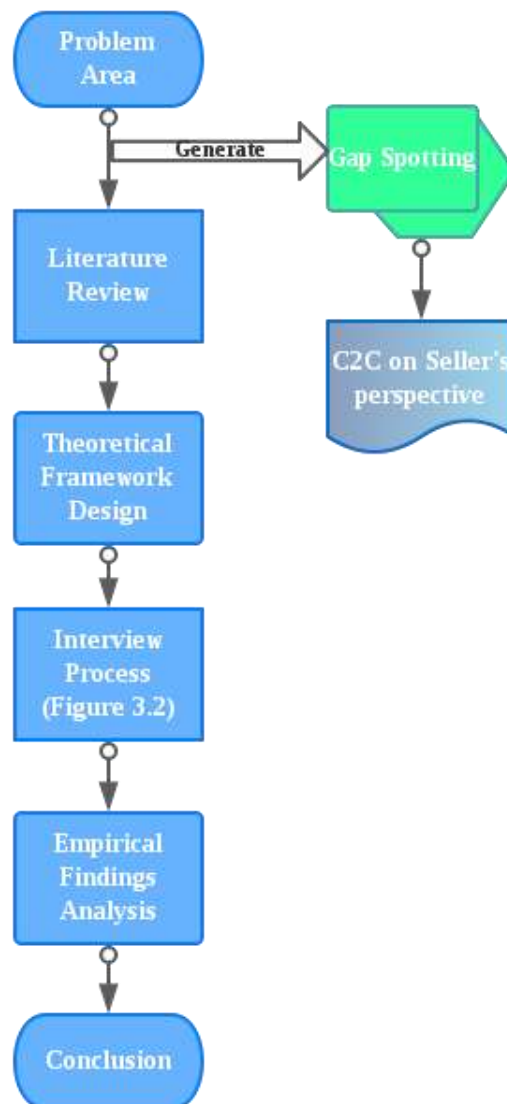 Problem
Area
Generate
Gap Spotting
Literature
Review
C2C on Seller's
perspective
Theoretical
Framework
Design
Interview
Process
(Figure 3.2)
Empirical
Findings
Analysis
Conclusion